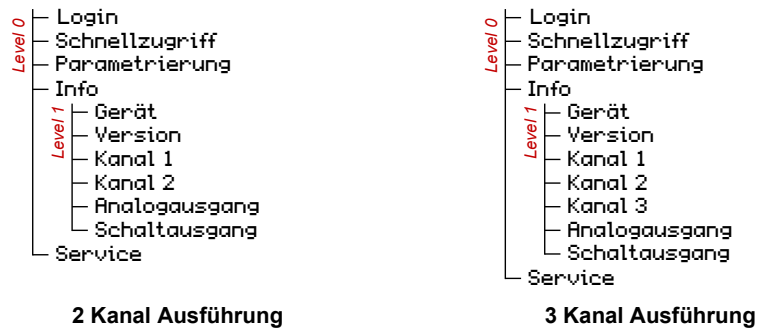 Level 0
Login
Schnellzugriff
Parametrierung
Info
Level 1
Gerät
Version
Kanal 1
Kanal 2
Analogausgang
Schaltausgang
Service
2 Kanal Ausführung
Level 0
Login
Schnellzugriff
Parametrierung
Info
Level 1
Gerät
Version
Kanal 1
Kanal 2
Kanal 3
Analogausgang
Schaltausgang
Service
3 Kanal Ausführung